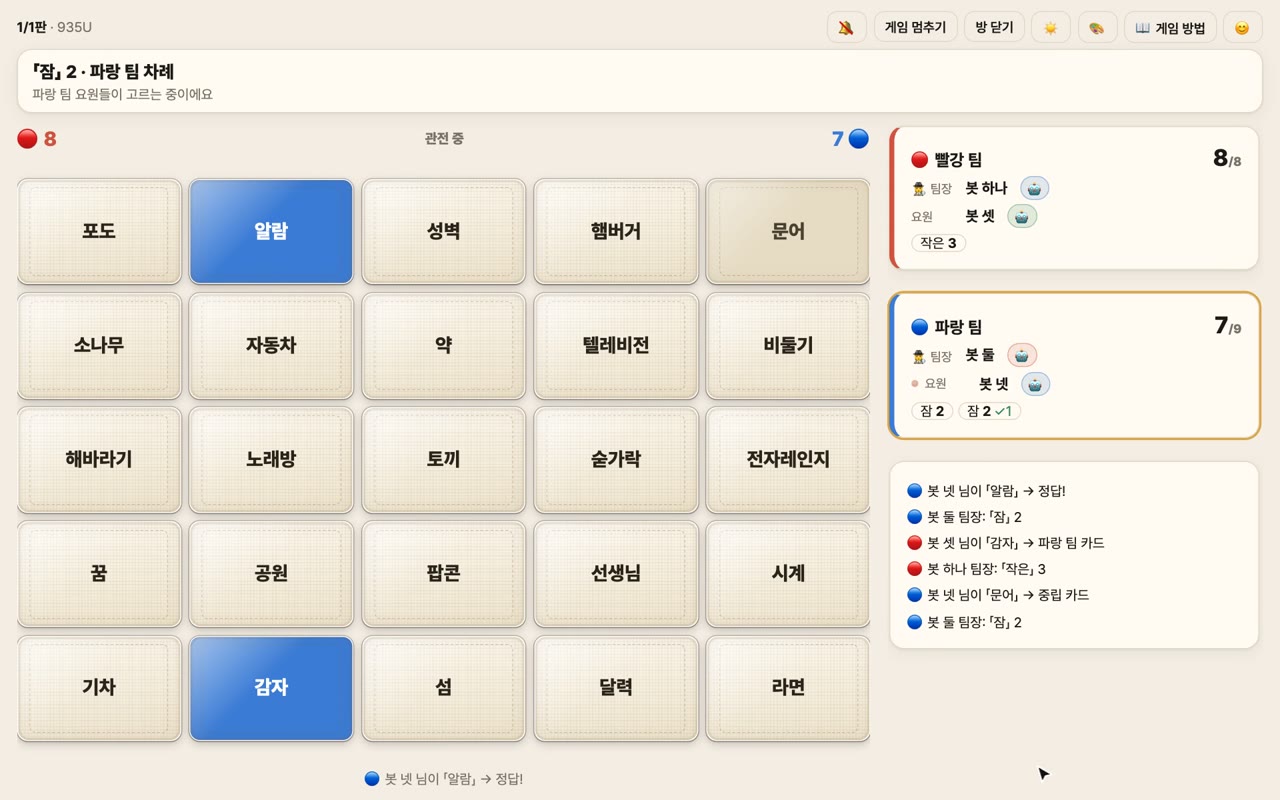 1/1판 · 935U
게임 멈추기
방 닫기
게임 방법
「잠」 2 · 파랑 팀 차례
파랑 팀 요원들이 고르는 중이에요
8
관전 중
7
포도 알람 성벽 햄버거 문어
소나무 자동차 약 텔레비전 비둘기
해바라기 노래방 토끼 숟가락 전자레인지
꿈 공원 팝콘 선생님 시계
기차 감자 섬 달력 라면
봇 넷 님이 「알람」 → 정답!
빨강 팀 8/8
팀장 봇 하나
요원 봇 셋
작은 3
파랑 팀 7/9
팀장 봇 둘
요원 봇 넷
잠 2 잠 2 ✓1
봇 넷 님이 「알람」 → 정답!
봇 둘 팀장: 「잠」 2
봇 셋 님이 「감자」 → 파랑 팀 카드
봇 하나 팀장: 「작은」 3
봇 넷 님이 「문어」 → 중립 카드
봇 둘 팀장: 「잠」 2